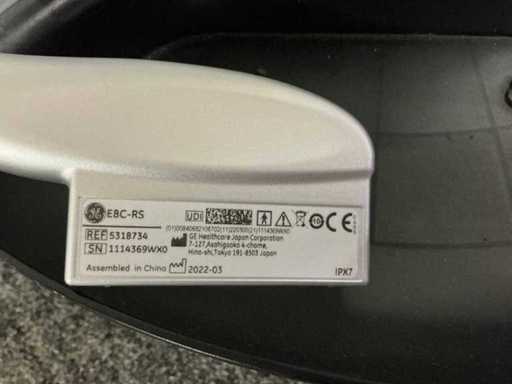 E8C-RS
UDI
REF 5318734
SN 1114369WX0
GE Healthcare Japan Corporation
7-127,Asahigaoka 4-chome,
Hino-shi,Tokyo 191-8503 Japan
Assembled in China 2022-03
IPX7